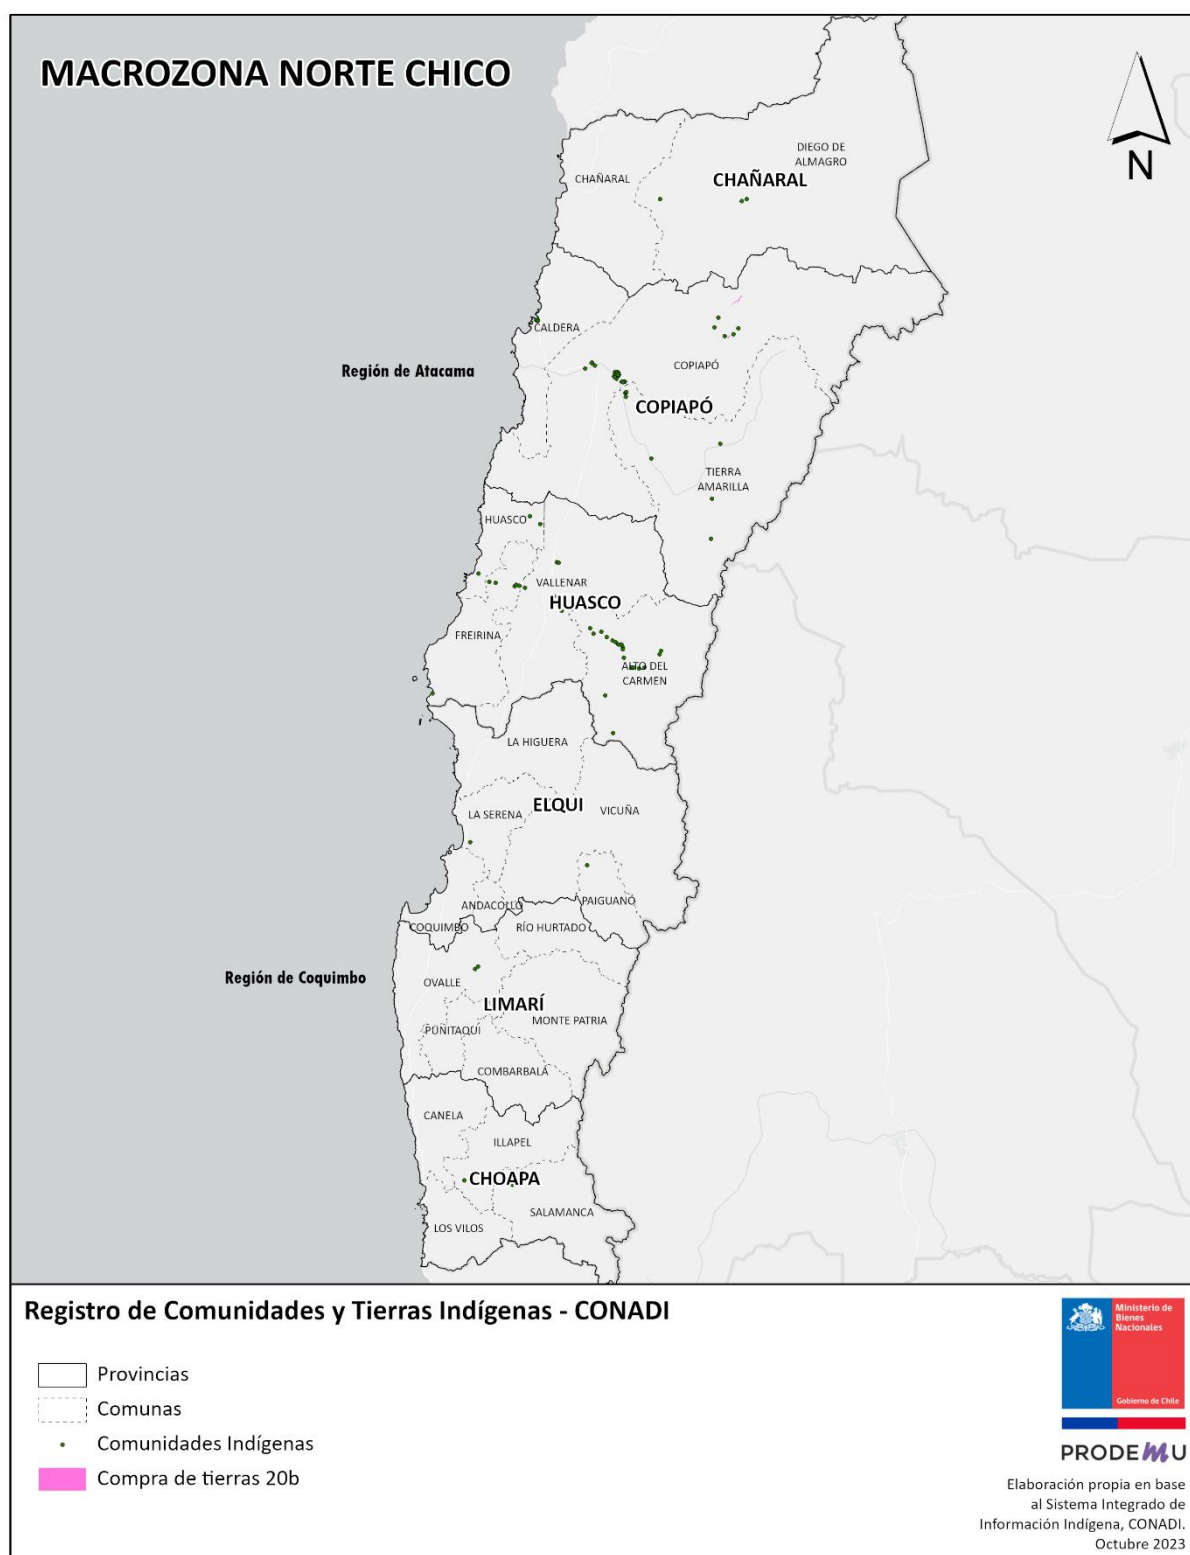 MACROZONA NORTE CHICO
N
DIEGO DE
ALMAGRO
CHAÑARAL
CHAÑARAL
CALDERA
Región de Atacama
COPIAPÓ
COPIAPÓ
TIERRA
AMARILLA
HUASCO
VALLENAR
HUASCO
FREIRINA
ALTO DEL
CARMEN
LA HIGUERA
ELQUI
VICUÑA
LA SERENA
PAIGUANO
ANDACOLLO
COQUIMBO
RÍO HURTADO
Región de Coquimbo
OVALLE
LIMARÍ
MONTE PATRIA
PUNITAQUI
COMBARBALÁ
CANELA
ILLAPEL
CHOAPA
SALAMANCA
LOS VILOS
Registro de Comunidades y Tierras Indígenas - CONADI
Provincias
Comunas
Comunidades Indígenas
Compra de tierras 20b
Ministerio de
Bienes
Nacionales
Gobierno de Chile
PRODEMU
Elaboración propia en base
al Sistema Integrado de
Información Indígena, CONADI.
Octubre 2023